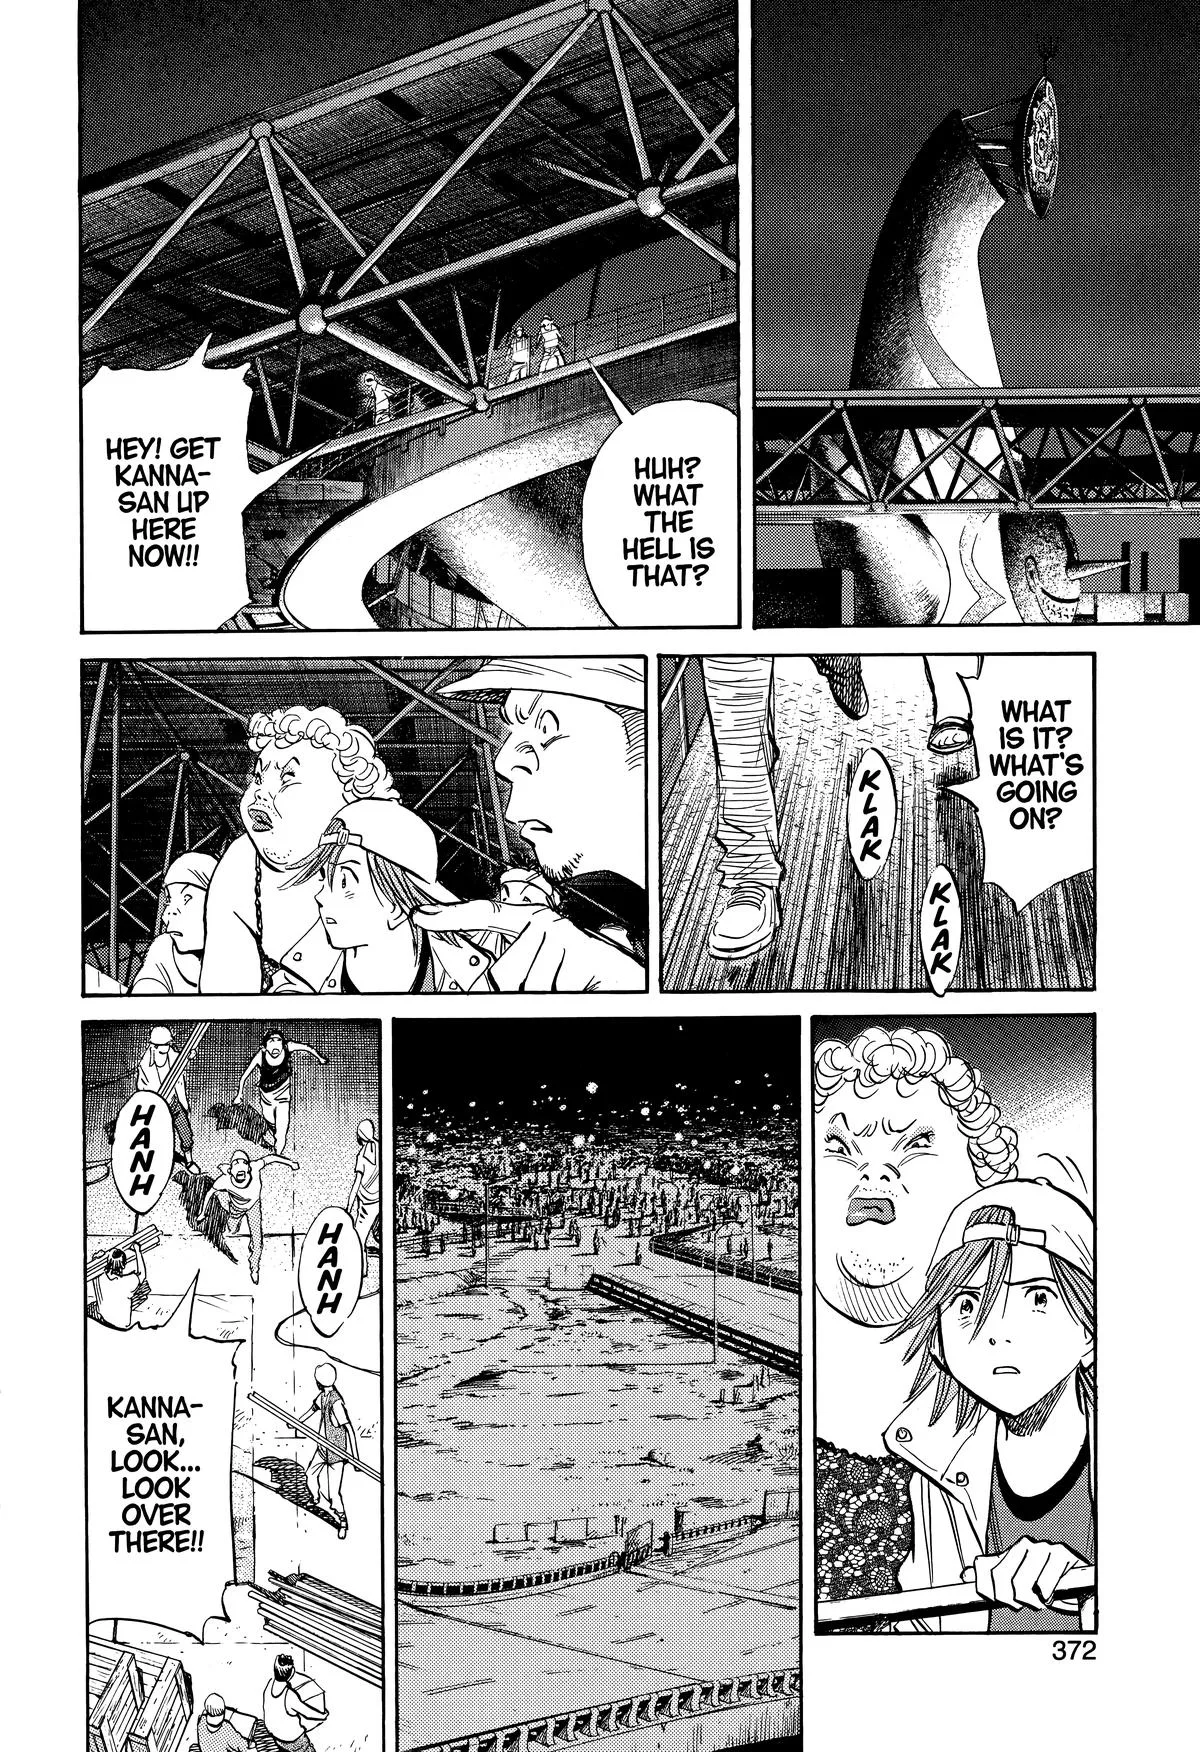 HUH?
WHAT
THE
HELL IS
THAT?
HEY! GET
KANNA-
SAN UP
HERE
NOW!!
WHAT
IS IT?
WHAT'S
GOING
ON?
KLAK
KLAK
HANH
HANH
KANNA-
SAN,
LOOK...
LOOK
OVER
THERE!!
372